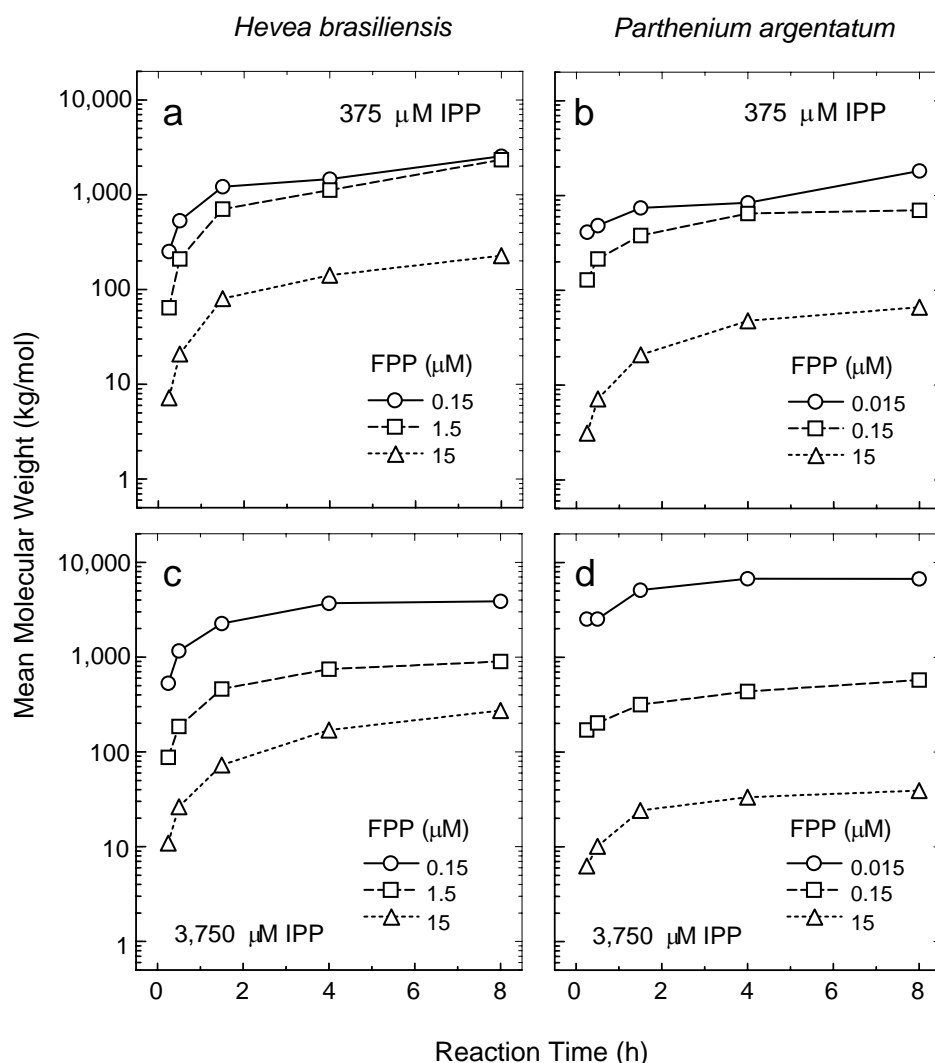 Hevea brasiliensis
Parthenium argentatum
Mean Molecular Weight (kg/mol)
a
375 μM IPP
10,000
1,000
100
10
1
FPP (μM)
0.15
1.5
15
b
375 μM IPP
FPP (μM)
0.015
0.15
15
c
10,000
1,000
100
10
1
FPP (μM)
0.15
1.5
15
3,750 μM IPP
0 2 4 6 8
d
FPP (μM)
0.015
0.15
15
3,750 μM IPP
0 2 4 6 8
Reaction Time (h)